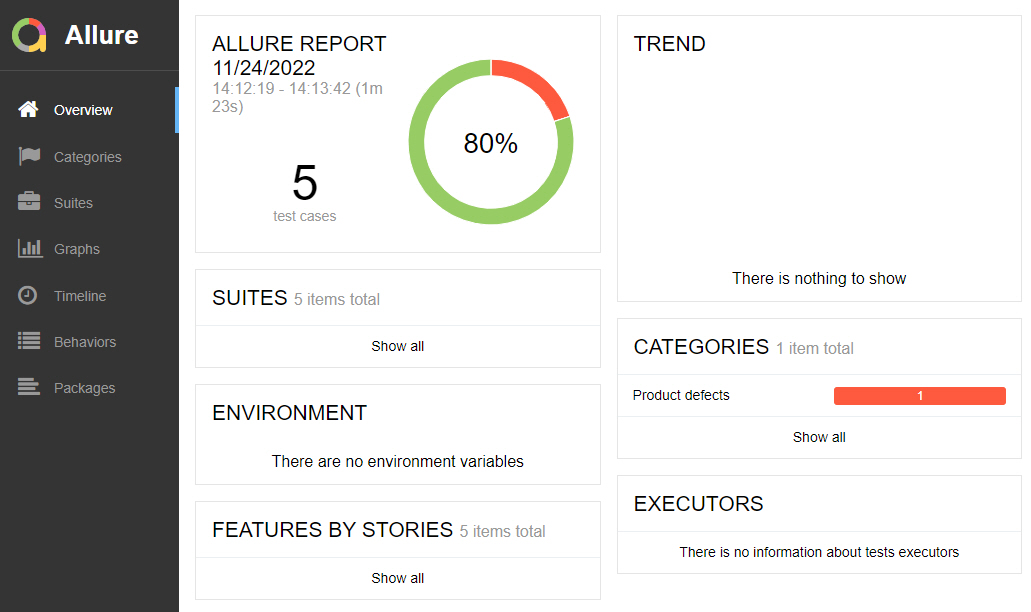 Allure
Overview
Categories
Suites
Graphs
Timeline
Behaviors
Packages
ALLURE REPORT
11/24/2022
14:12:19 - 14:13:42 (1m
23s)
5
test cases
80%
SUITES 5 items total
Show all
ENVIRONMENT
There are no environment variables
FEATURES BY STORIES 5 items total
Show all
TREND
There is nothing to show
CATEGORIES 1 item total
Product defects 1
Show all
EXECUTORS
There is no information about tests executors